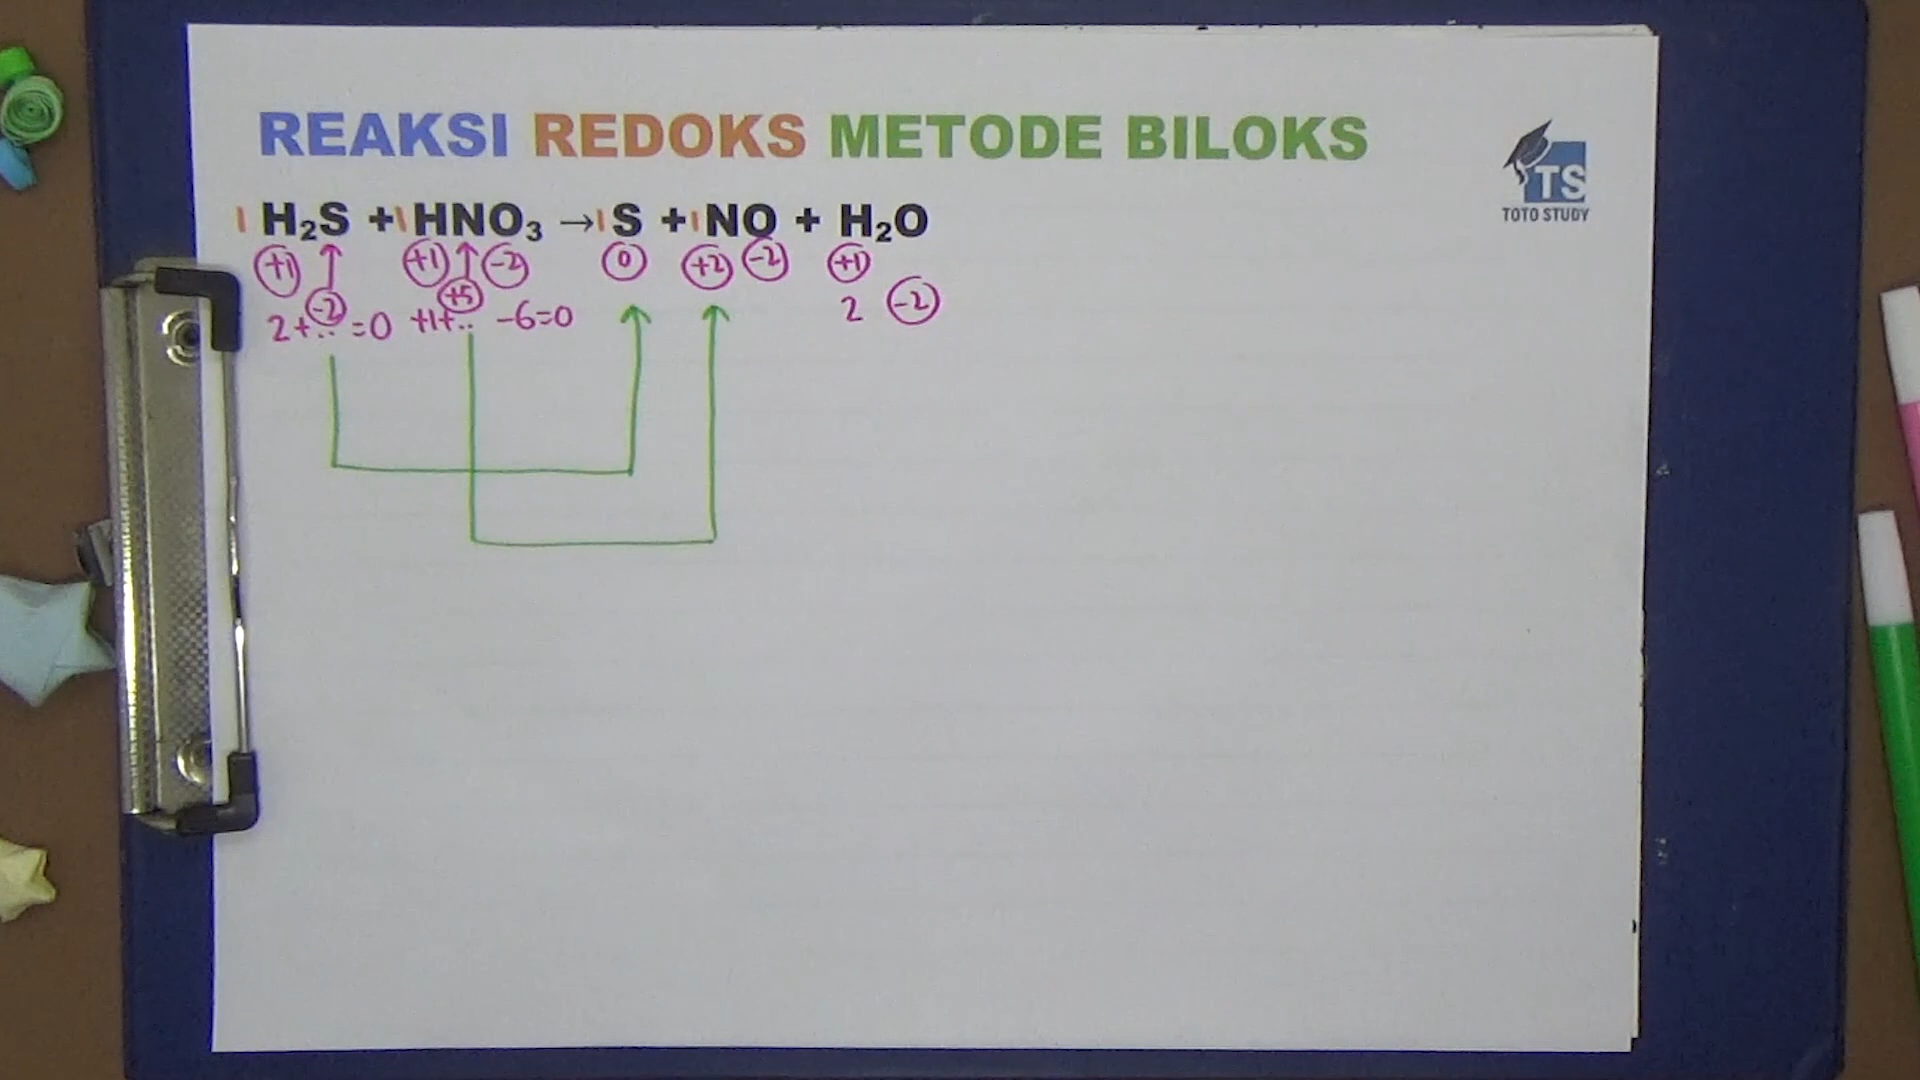 REAKSI REDOKS METODE BILOKS
TS
TOTO STUDY
1 H₂S + 1 HNO₃ → 1 S + 1 NO + H₂O
+1 +1 -2 0 +2 -2 +1
-2 +5 2 -2
2+..=0 +1+.. -6=0